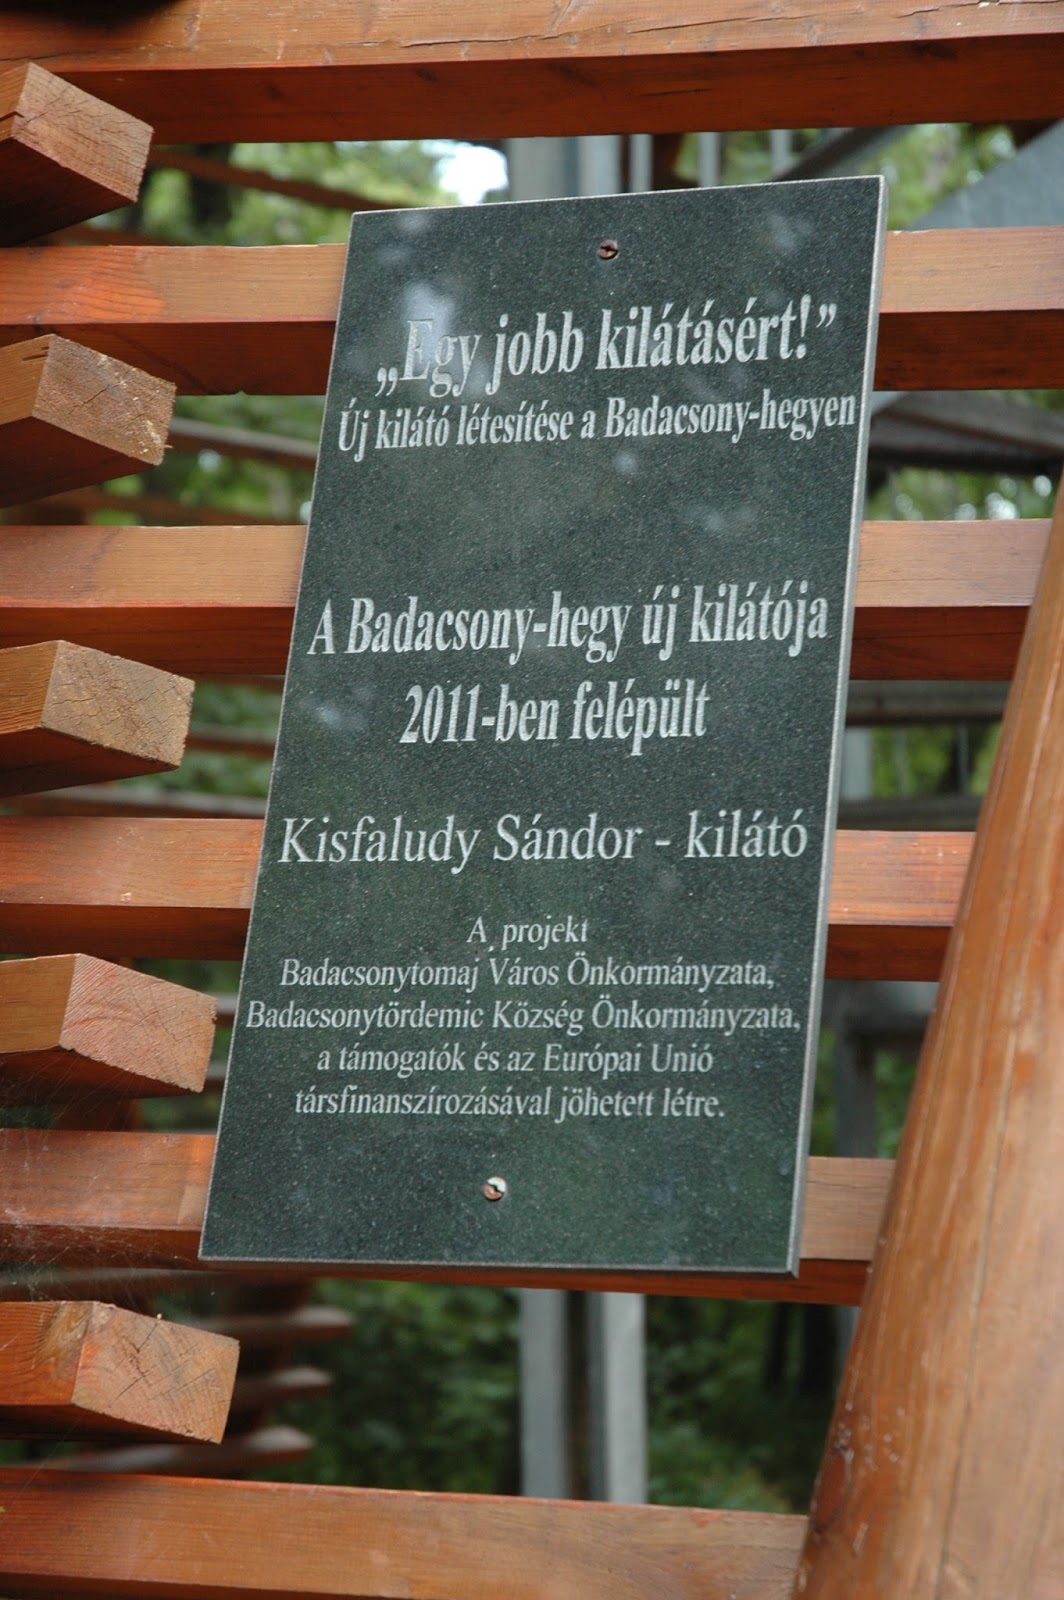 „Egy jobb kilátásért!”
Új kilátó létesítése a Badacsony-hegyen
A Badacsony-hegy új kilátója
2011-ben felépült
Kisfaludy Sándor - kilátó
A projekt
Badacsonytomaj Város Önkormányzata,
Badacsonytördemic Község Önkormányzata,
a támogatók és az Európai Unió
társfinanszírozásával jöhetett létre.